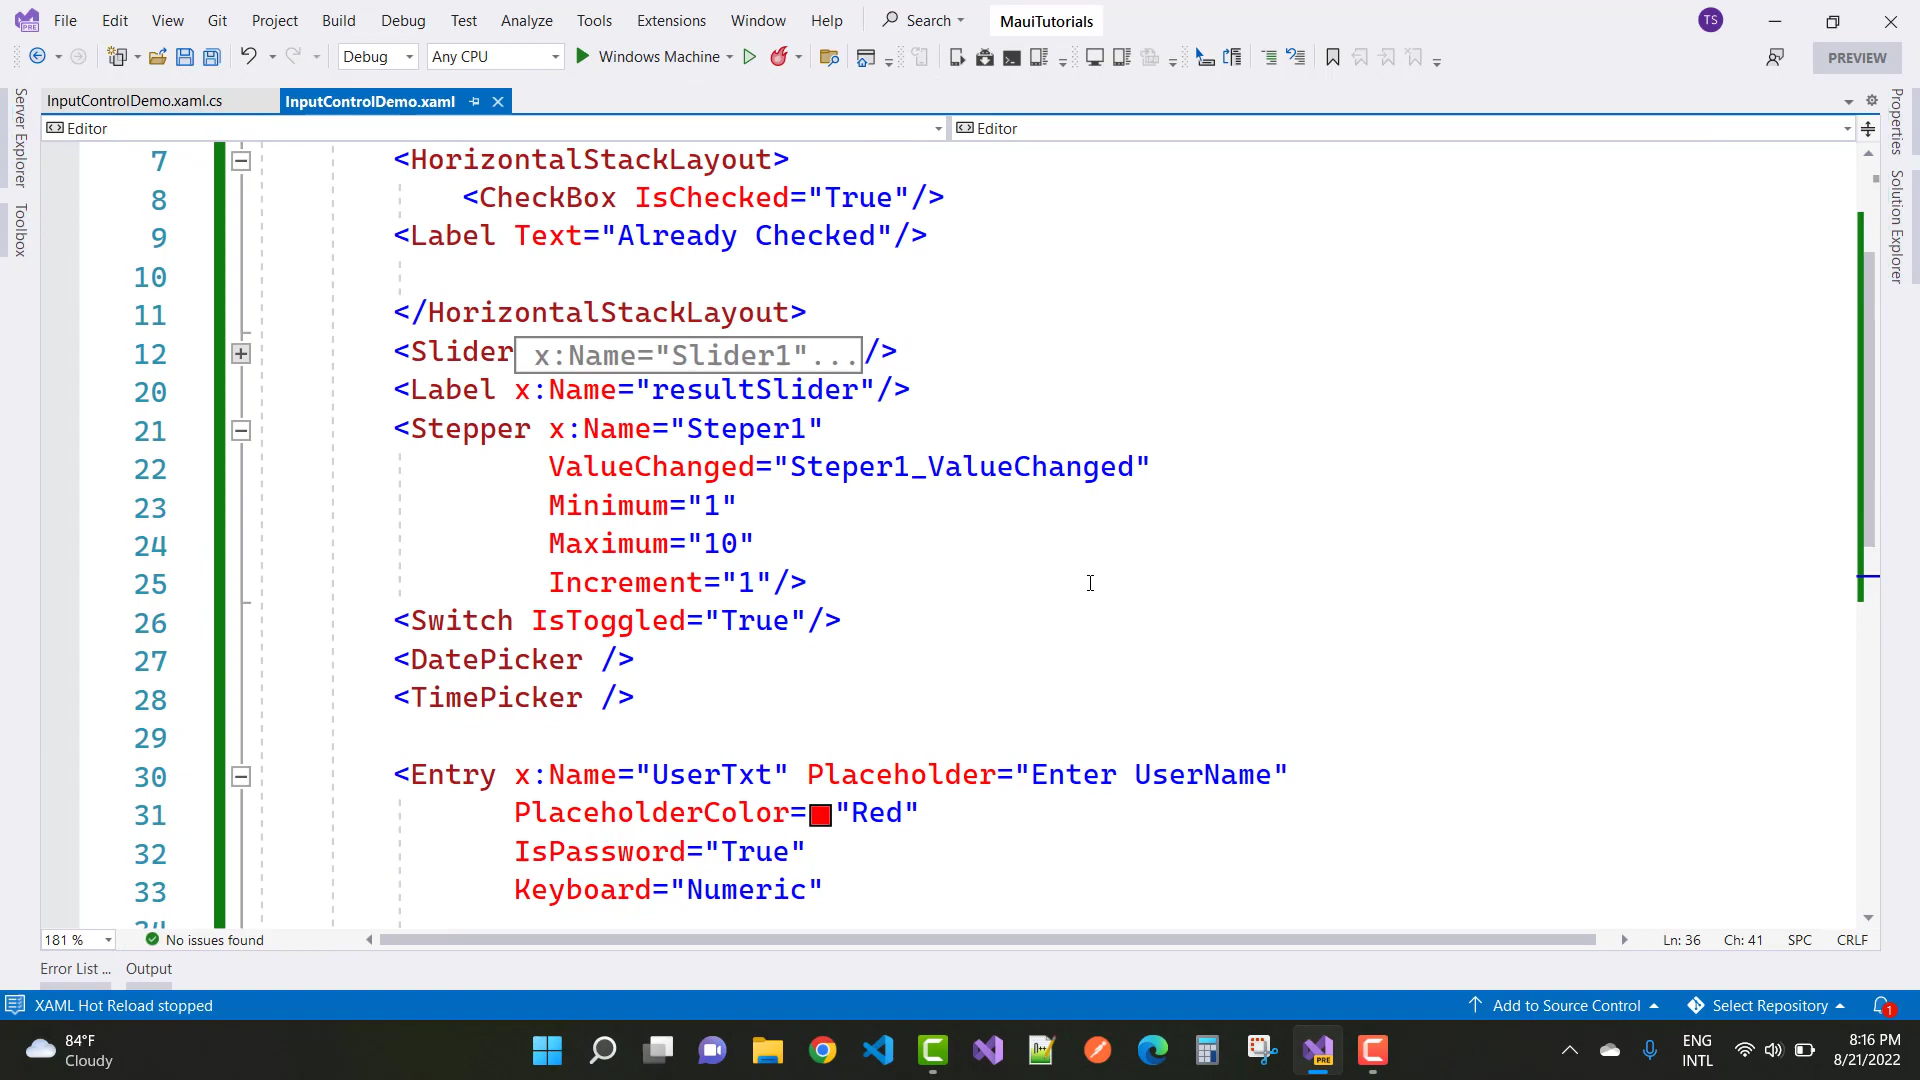 File Edit View Git Project Build Debug Test Analyze Tools Extensions Window Help Search MauiTutorials TS
Debug Any CPU Windows Machine PREVIEW
InputControlDemo.xaml.cs InputControlDemo.xaml
Editor Editor
Server Explorer
Toolbox
Properties
Solution Explorer
7 <HorizontalStackLayout>
8 <CheckBox IsChecked="True"/>
9 <Label Text="Already Checked"/>
10
11 </HorizontalStackLayout>
12 <Slider x:Name="Slider1".../>
20 <Label x:Name="resultSlider"/>
21 <Stepper x:Name="Steper1"
22 ValueChanged="Steper1_ValueChanged"
23 Minimum="1"
24 Maximum="10"
25 Increment="1"/>
26 <Switch IsToggled="True"/>
27 <DatePicker />
28 <TimePicker />
29
30 <Entry x:Name="UserTxt" Placeholder="Enter UserName"
31 PlaceholderColor="Red"
32 IsPassword="True"
33 Keyboard="Numeric"
34
181 % No issues found Ln: 36 Ch: 41 SPC CRLF
Error List ... Output
XAML Hot Reload stopped Add to Source Control Select Repository 1
84°F
Cloudy
PRE
ENG
INTL
8:16 PM
8/21/2022